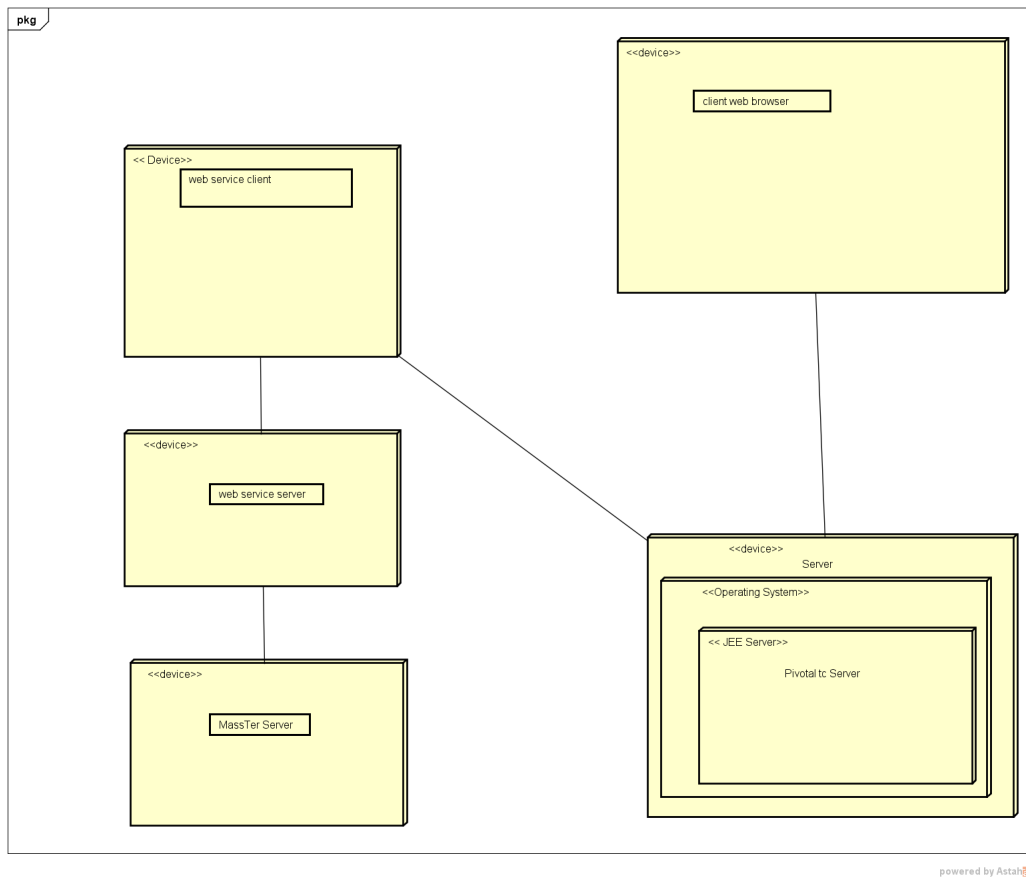 pkg
<<device>>
client web browser
<< Device>>
web service client
<<device>>
web service server
<<device>>
Server
<<Operating System>>
<< JEE Server>>
Pivotal tc Server
<<device>>
MassTer Server
powered by Astah